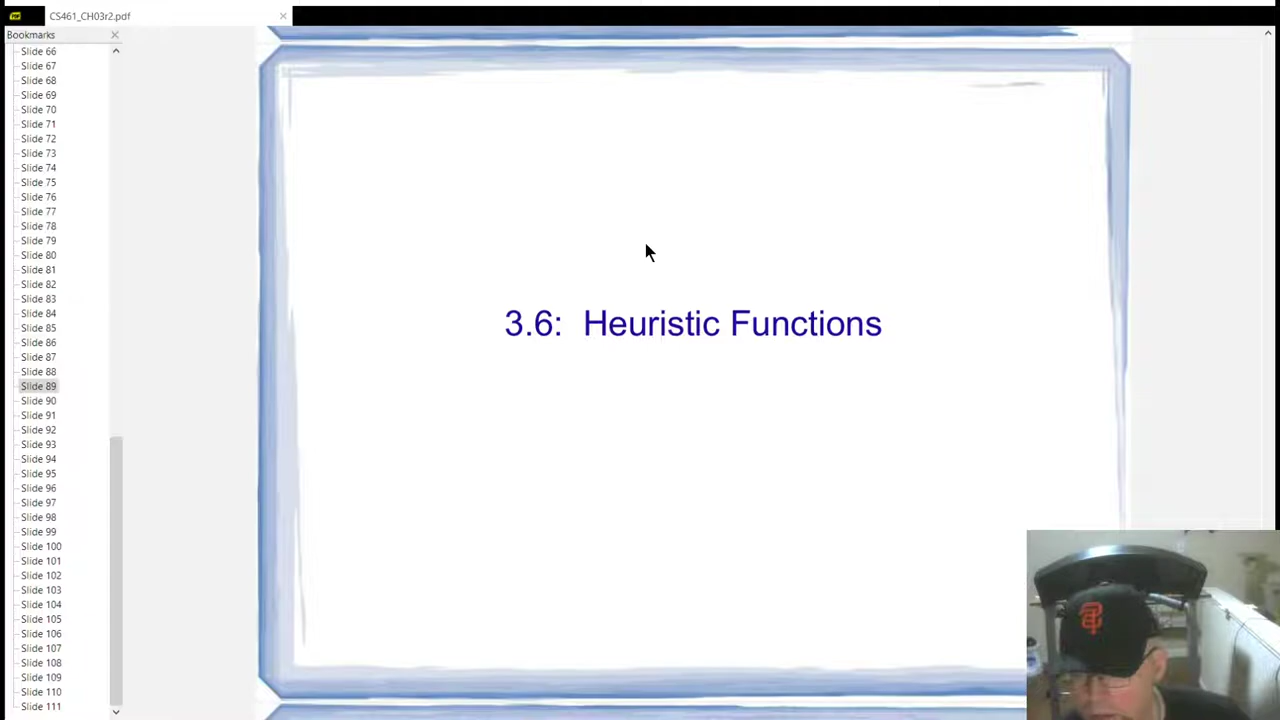 CS461_CH03r2.pdf
Bookmarks
Slide 66
Slide 67
Slide 68
Slide 69
Slide 70
Slide 71
Slide 72
Slide 73
Slide 74
Slide 75
Slide 76
Slide 77
Slide 78
Slide 79
Slide 80
Slide 81
Slide 82
Slide 83
Slide 84
Slide 85
Slide 86
Slide 87
Slide 88
Slide 89
Slide 90
Slide 91
Slide 92
Slide 93
Slide 94
Slide 95
Slide 96
Slide 97
Slide 98
Slide 99
Slide 100
Slide 101
Slide 102
Slide 103
Slide 104
Slide 105
Slide 106
Slide 107
Slide 108
Slide 109
Slide 110
Slide 111
3.6: Heuristic Functions
SF